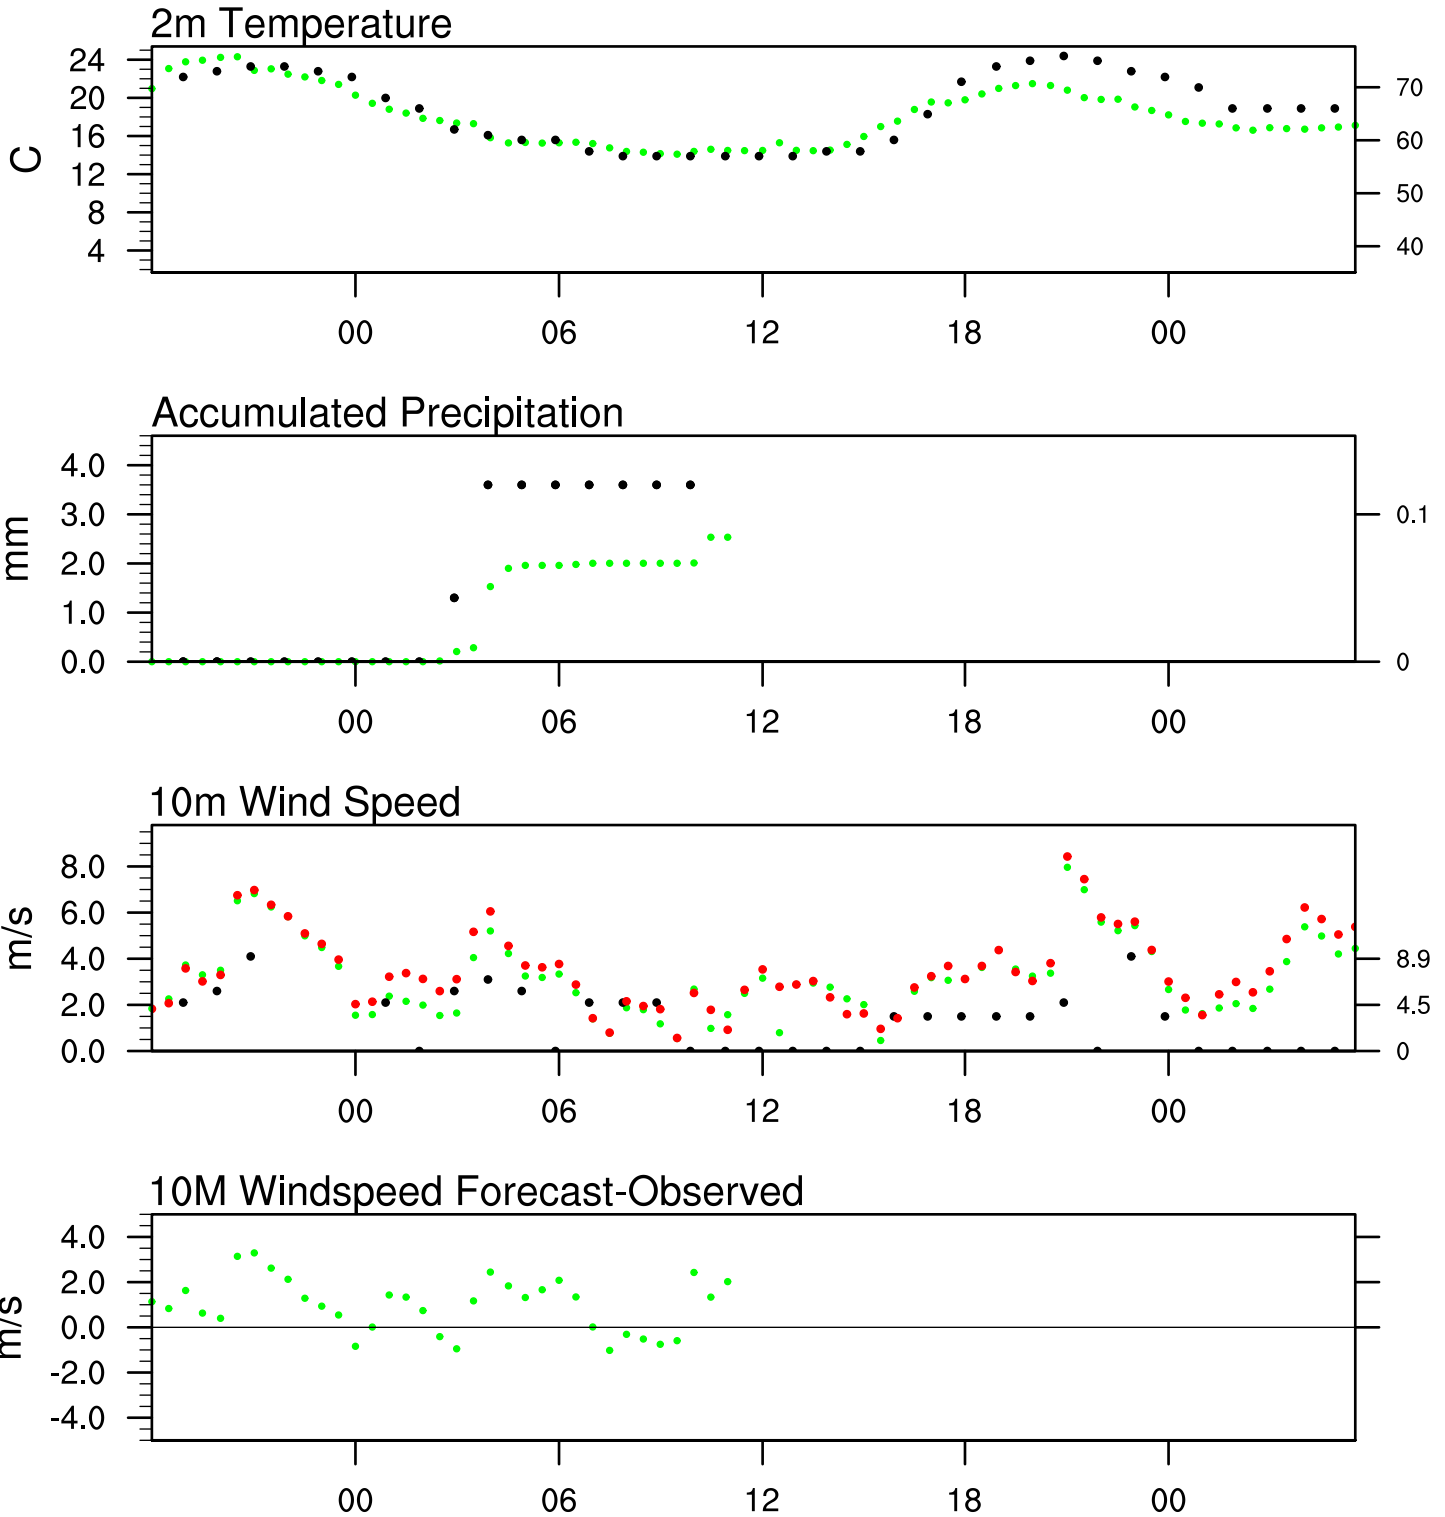 2m Temperature
24
20
16
12
8
4
C
70
60
50
40
00 06 12 18 00
Accumulated Precipitation
4.0
3.0
2.0
1.0
0.0
mm
0.1
0
00 06 12 18 00
10m Wind Speed
8.0
6.0
4.0
2.0
0.0
m/s
8.9
4.5
0
00 06 12 18 00
10M Windspeed Forecast-Observed
4.0
2.0
0.0
-2.0
-4.0
m/s
00 06 12 18 00